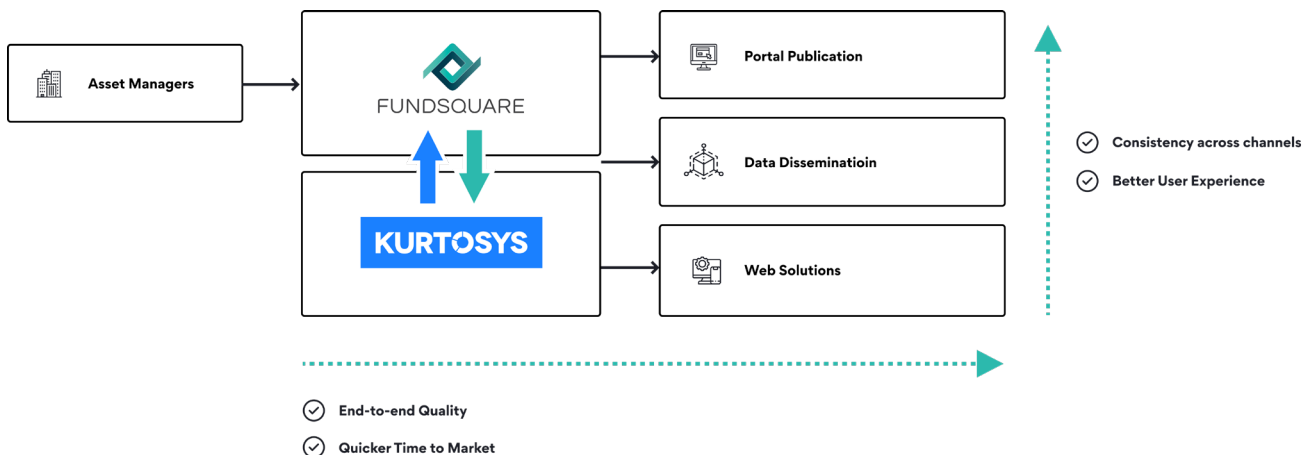 Asset Managers
FUNDSQUARE
KURTOSYS
Portal Publication
Data Disseminatioin
Web Solutions
Consistency across channels
Better User Experience
End-to-end Quality
Quicker Time to Market